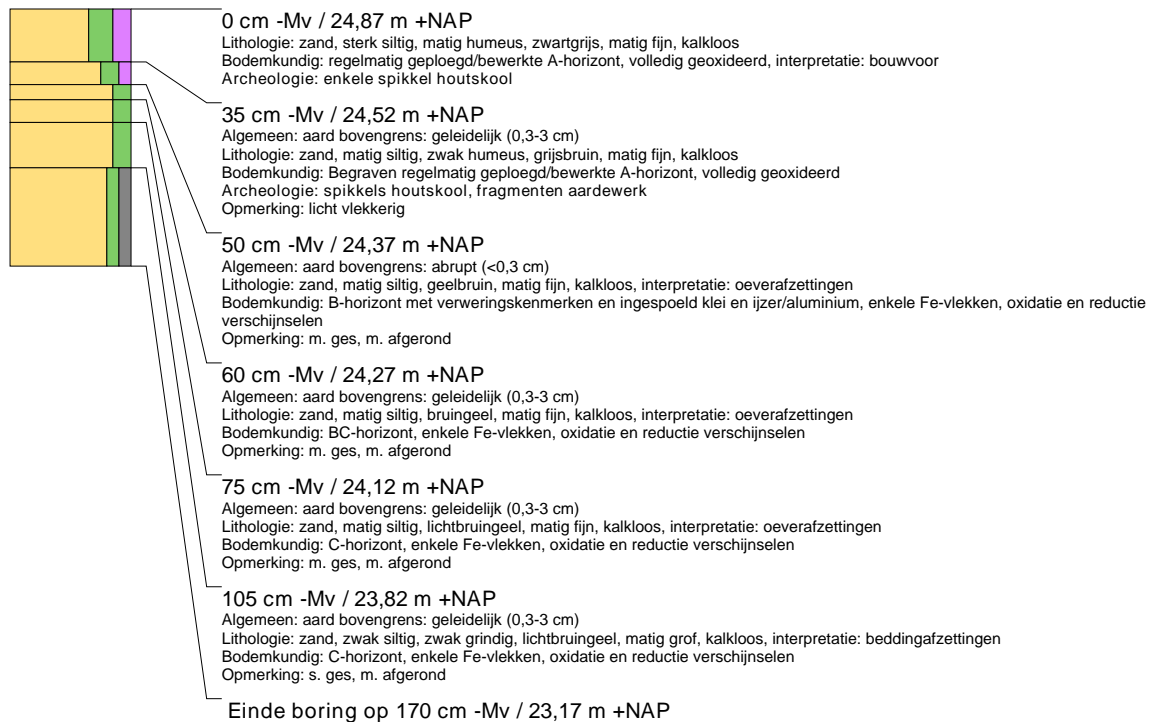 0 cm -Mv / 24,87 m +NAP
Lithologie: zand, sterk siltig, matig humeus, zwartgrijs, matig fijn, kalkloos
Bodemkundig: regelmatig geploegd/bewerkte A-horizont, volledig geoxideerd, interpretatie: bouwvoor
Archeologie: enkele spikkel houtskool
35 cm -Mv / 24,52 m +NAP
Algemeen: aard bovengrens: geleidelijk (0,3-3 cm)
Lithologie: zand, matig siltig, zwak humeus, grijsbruin, matig fijn, kalkloos
Bodemkundig: Begraven regelmatig geploegd/bewerkte A-horizont, volledig geoxideerd
Archeologie: spikkels houtskool, fragmenten aardewerk
Opmerking: licht vlekkerig
50 cm -Mv / 24,37 m +NAP
Algemeen: aard bovengrens: abrupt (<0,3 cm)
Lithologie: zand, matig siltig, geelbruin, matig fijn, kalkloos, interpretatie: oeverafzettingen
Bodemkundig: B-horizont met verweringskenmerken en ingespoeld klei en ijzer/aluminium, enkele Fe-vlekken, oxidatie en reductie
verschijnselen
Opmerking: m. ges, m. afgerond
60 cm -Mv / 24,27 m +NAP
Algemeen: aard bovengrens: geleidelijk (0,3-3 cm)
Lithologie: zand, matig siltig, bruingeel, matig fijn, kalkloos, interpretatie: oeverafzettingen
Bodemkundig: BC-horizont, enkele Fe-vlekken, oxidatie en reductie verschijnselen
Opmerking: m. ges, m. afgerond
75 cm -Mv / 24,12 m +NAP
Algemeen: aard bovengrens: geleidelijk (0,3-3 cm)
Lithologie: zand, matig siltig, lichtbruingeel, matig fijn, kalkloos, interpretatie: oeverafzettingen
Bodemkundig: C-horizont, enkele Fe-vlekken, oxidatie en reductie verschijnselen
Opmerking: m. ges, m. afgerond
105 cm -Mv / 23,82 m +NAP
Algemeen: aard bovengrens: geleidelijk (0,3-3 cm)
Lithologie: zand, zwak siltig, zwak grindig, lichtbruingeel, matig grof, kalkloos, interpretatie: beddingafzettingen
Bodemkundig: C-horizont, enkele Fe-vlekken, oxidatie en reductie verschijnselen
Opmerking: s. ges, m. afgerond
Einde boring op 170 cm -Mv / 23,17 m +NAP